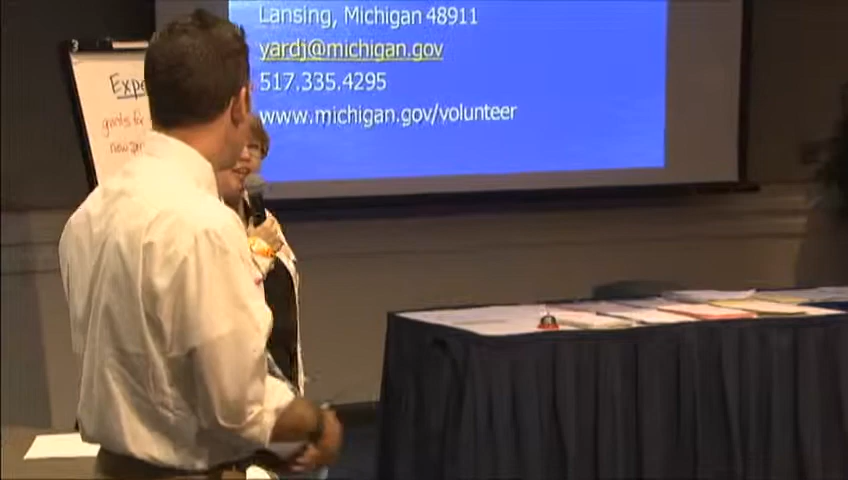 Lansing, Michigan 48911
yardj@michigan.gov
517.335.4295
www.michigan.gov/volunteer
Expe